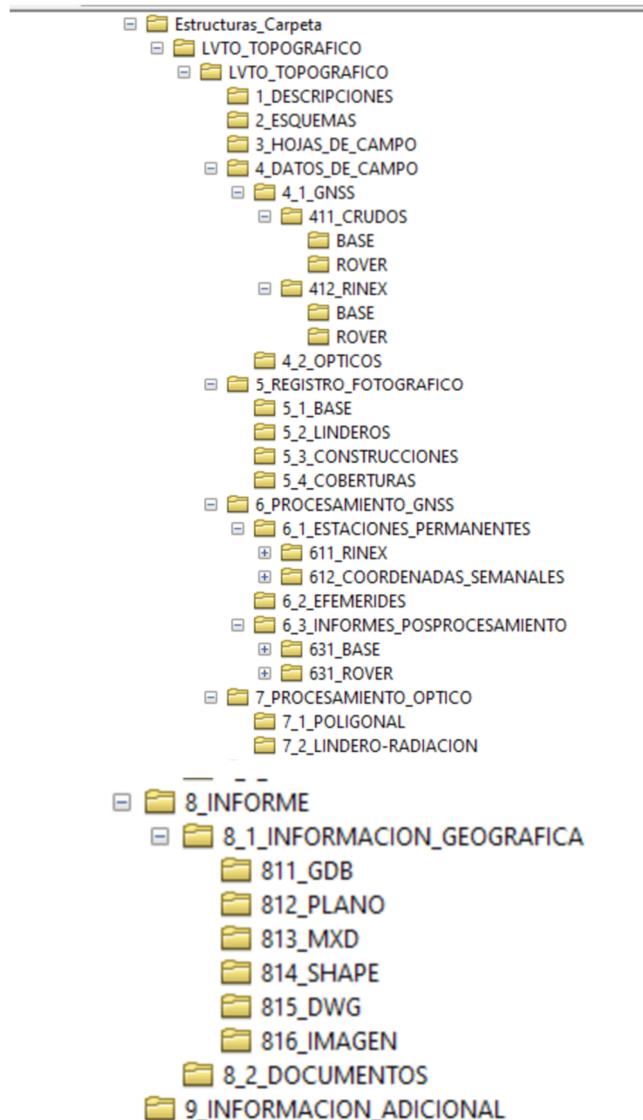 Estructuras_Carpeta
LVTO_TOPOGRAFICO
LVTO_TOPOGRAFICO
1_DESCRIPCIONES
2_ESQUEMAS
3_HOJAS_DE_CAMPO
4_DATOS_DE_CAMPO
4_1_GNSS
411_CRUDOS
BASE
ROVER
412_RINEX
BASE
ROVER
4_2_OPTICOS
5_REGISTRO_FOTOGRAFICO
5_1_BASE
5_2_LINDEROS
5_3_CONSTRUCCIONES
5_4_COBERTURAS
6_PROCESAMIENTO_GNSS
6_1_ESTACIONES_PERMANENTES
611_RINEX
612_COORDENADAS_SEMANALES
6_2_EFEMERIDES
6_3_INFORMES_POSPROCESAMIENTO
631_BASE
631_ROVER
7_PROCESAMIENTO_OPTICO
7_1_POLIGONAL
7_2_LINDERO-RADIACION
8_INFORME
8_1_INFORMACION_GEOGRAFICA
811_GDB
812_PLANO
813_MXD
814_SHAPE
815_DWG
816_IMAGEN
8_2_DOCUMENTOS
9_INFORMACION_ADICIONAL